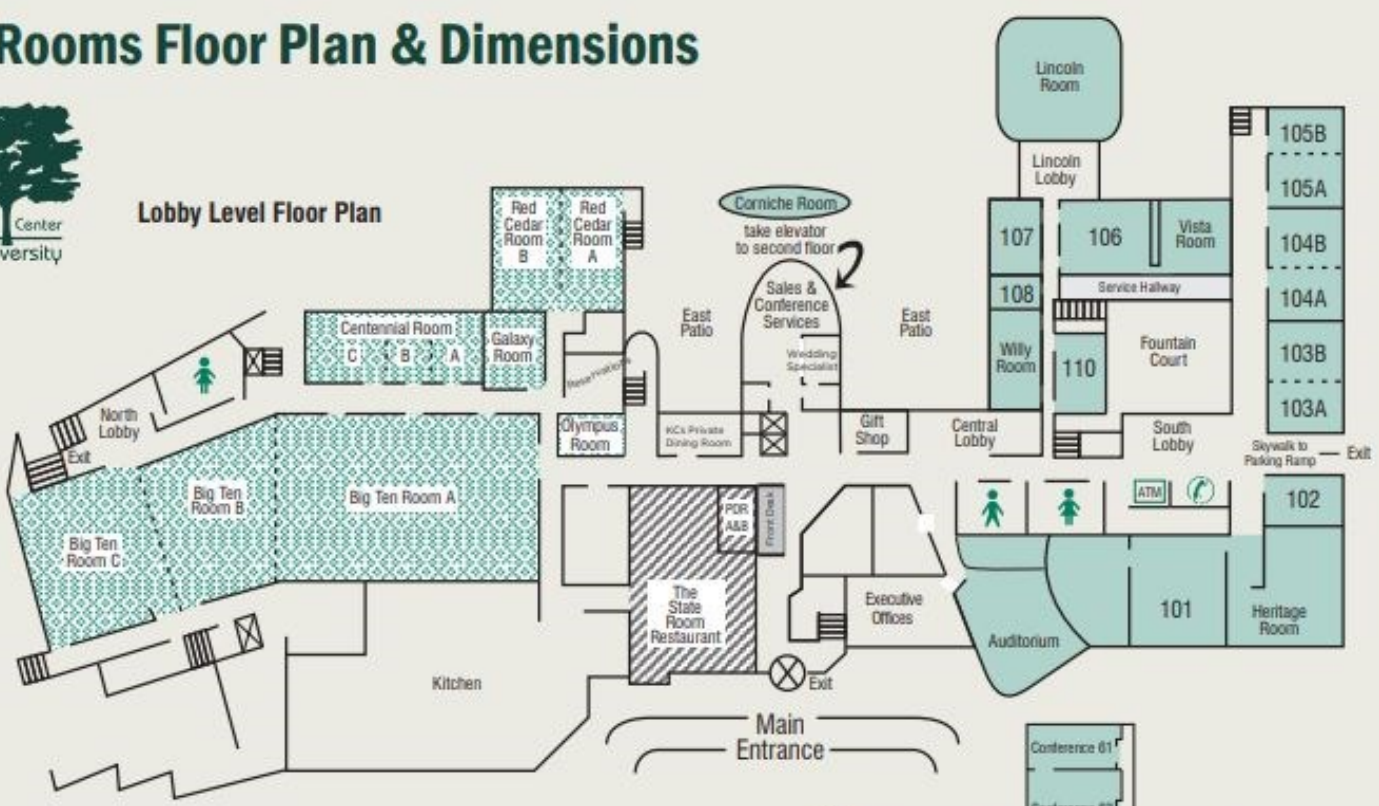 Rooms Floor Plan & Dimensions
Center
versity
Lobby Level Floor Plan
Lincoln
Room
Lincoln
Lobby
105B
105A
104B
104A
103B
103A
107
106
Vista
Room
108
Service Hallway
Willy
Room
110
Fountain
Court
Corniche Room
take elevator
to second floor
Sales &
Conference
Services
Wedding
Specialist
East
Patio
East
Patio
Red
Cedar
Room
B
Red
Cedar
Room
A
Centennial Room
C
B
A
Galaxy
Room
Reservations
Olympus
Room
KCs Private
Dining Room
Gift
Shop
Central
Lobby
South
Lobby
Skywalk to
Parking Ramp
Exit
North
Lobby
Exit
Big Ten
Room C
Big Ten
Room B
Big Ten Room A
PDR
A&B
Front Desk
ATM
102
The
State
Room
Restaurant
Executive
Offices
Auditorium
101
Heritage
Room
Kitchen
Exit
Main
Entrance
Conference 61